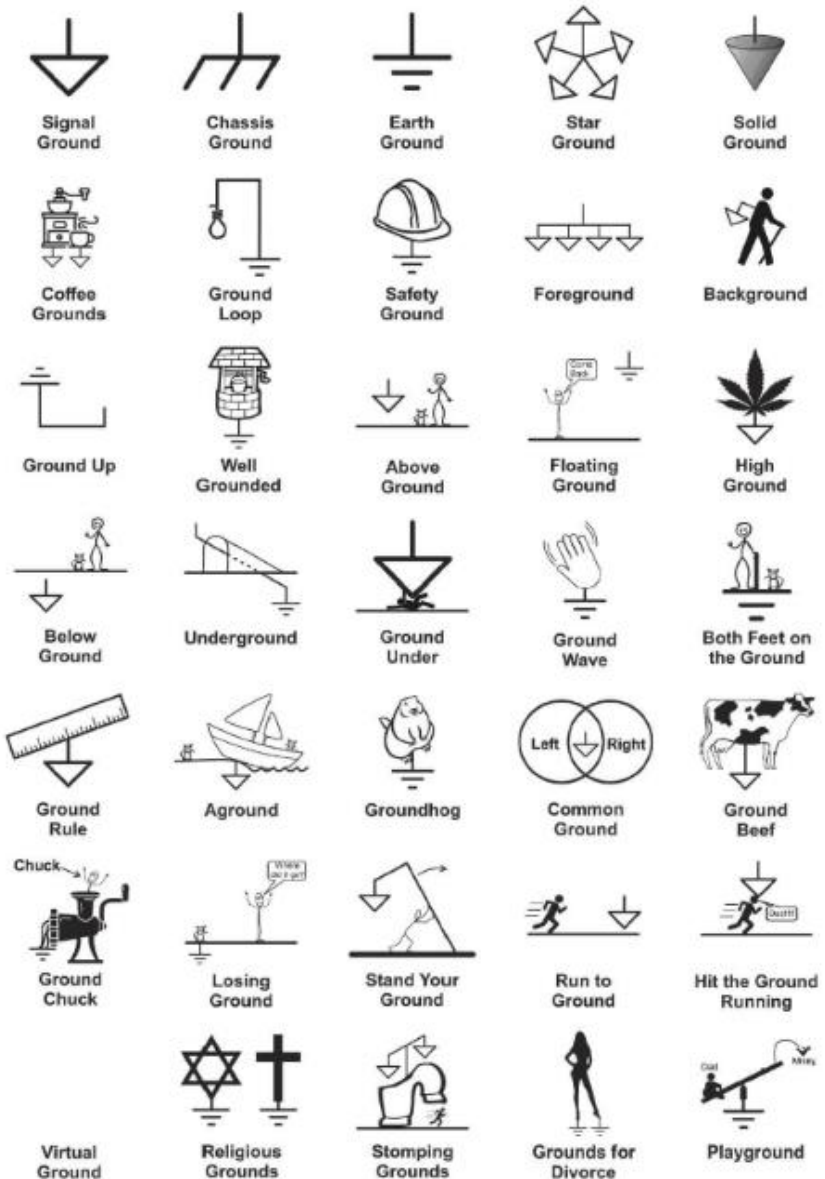 Signal
Ground
Chassis
Ground
Earth
Ground
Star
Ground
Solid
Ground
Coffee
Grounds
Ground
Loop
Safety
Ground
Foreground
Background
Ground Up
Well
Grounded
Above
Ground
Come
Back
Floating
Ground
High
Ground
Below
Ground
Underground
Ground
Under
Ground
Wave
Both Feet on
the Ground
Ground
Rule
Aground
Groundhog
Left
Right
Common
Ground
Ground
Beef
Chuck
Ground
Chuck
Where
did it go?
Losing
Ground
Stand Your
Ground
Run to
Ground
Hit the Ground
Running
Virtual
Ground
Religious
Grounds
Stomping
Grounds
Grounds for
Divorce
Dad
Playground